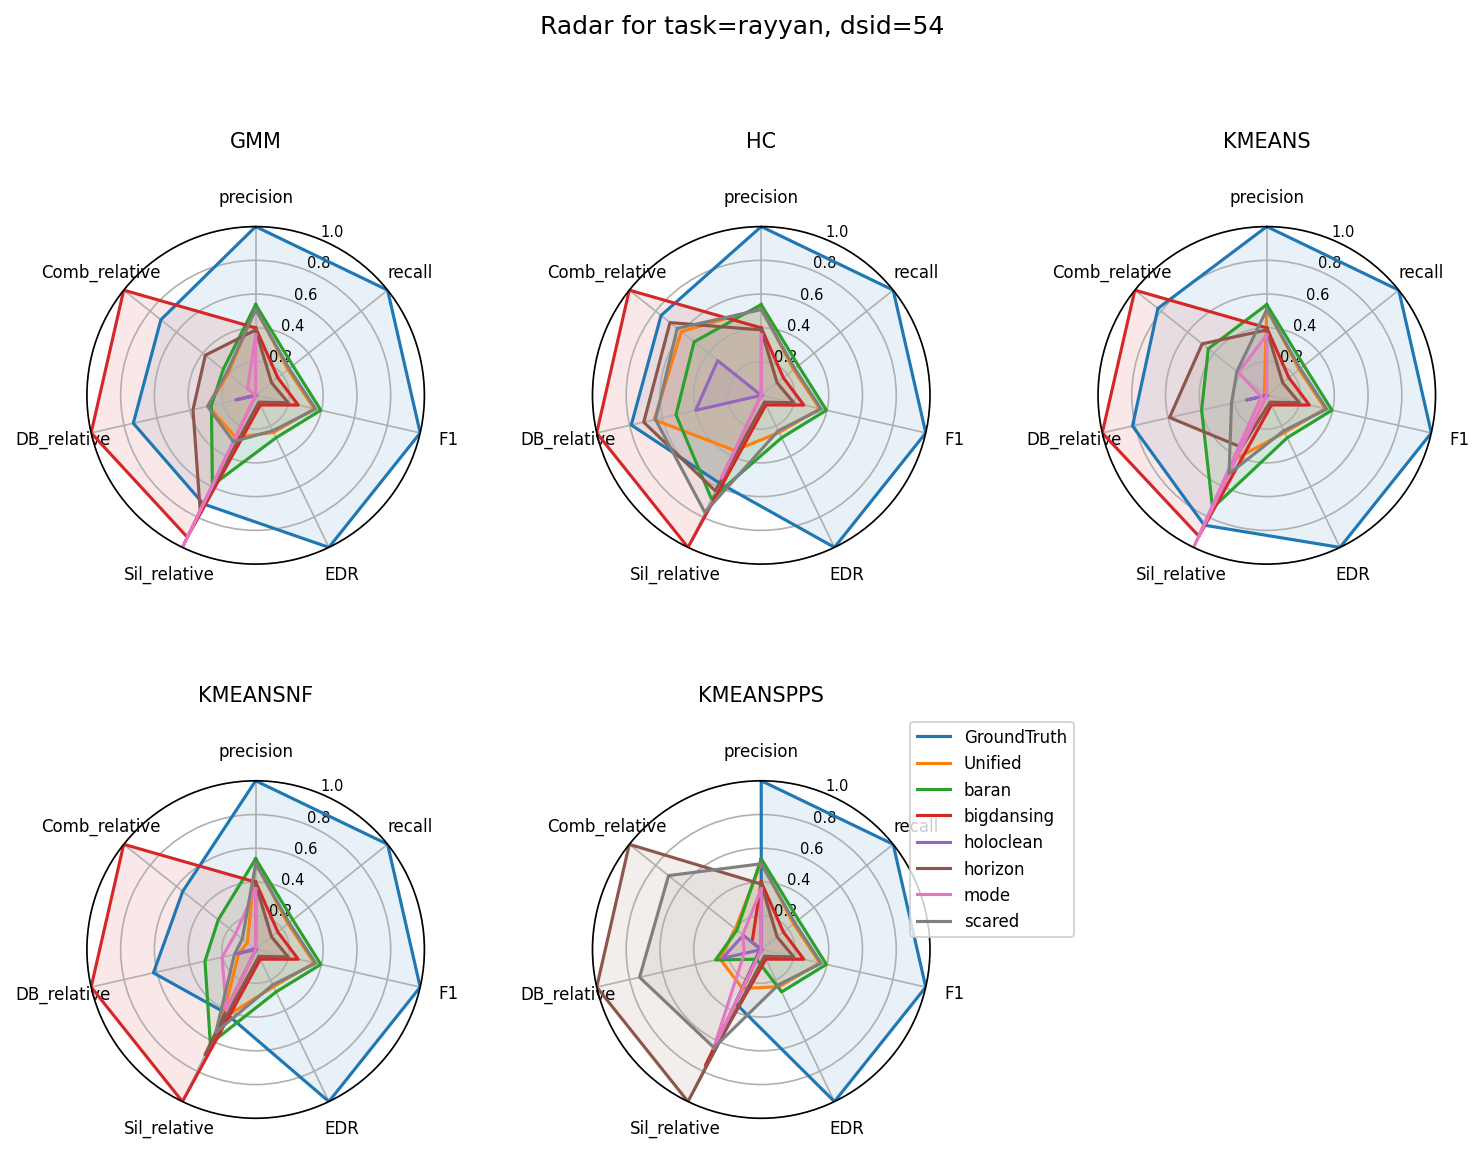 Radar for task=rayyan, dsid=54
GMM
precision
recall
Comb_relative
DB_relative
Sil_relative
EDR
F1
1.0
0.8
0.6
0.4
0.2
HC
precision
recall
Comb_relative
DB_relative
Sil_relative
EDR
F1
1.0
0.8
0.6
0.4
0.2
KMEANS
precision
recall
Comb_relative
DB_relative
Sil_relative
EDR
F1
1.0
0.8
0.6
0.4
0.2
KMEANSNF
precision
recall
Comb_relative
DB_relative
Sil_relative
EDR
F1
1.0
0.8
0.6
0.4
0.2
KMEANSPPS
precision
recall
Comb_relative
DB_relative
Sil_relative
EDR
F1
1.0
0.8
0.6
0.4
0.2
GroundTruth
Unified
baran
bigdansing
holoclean
horizon
mode
scared